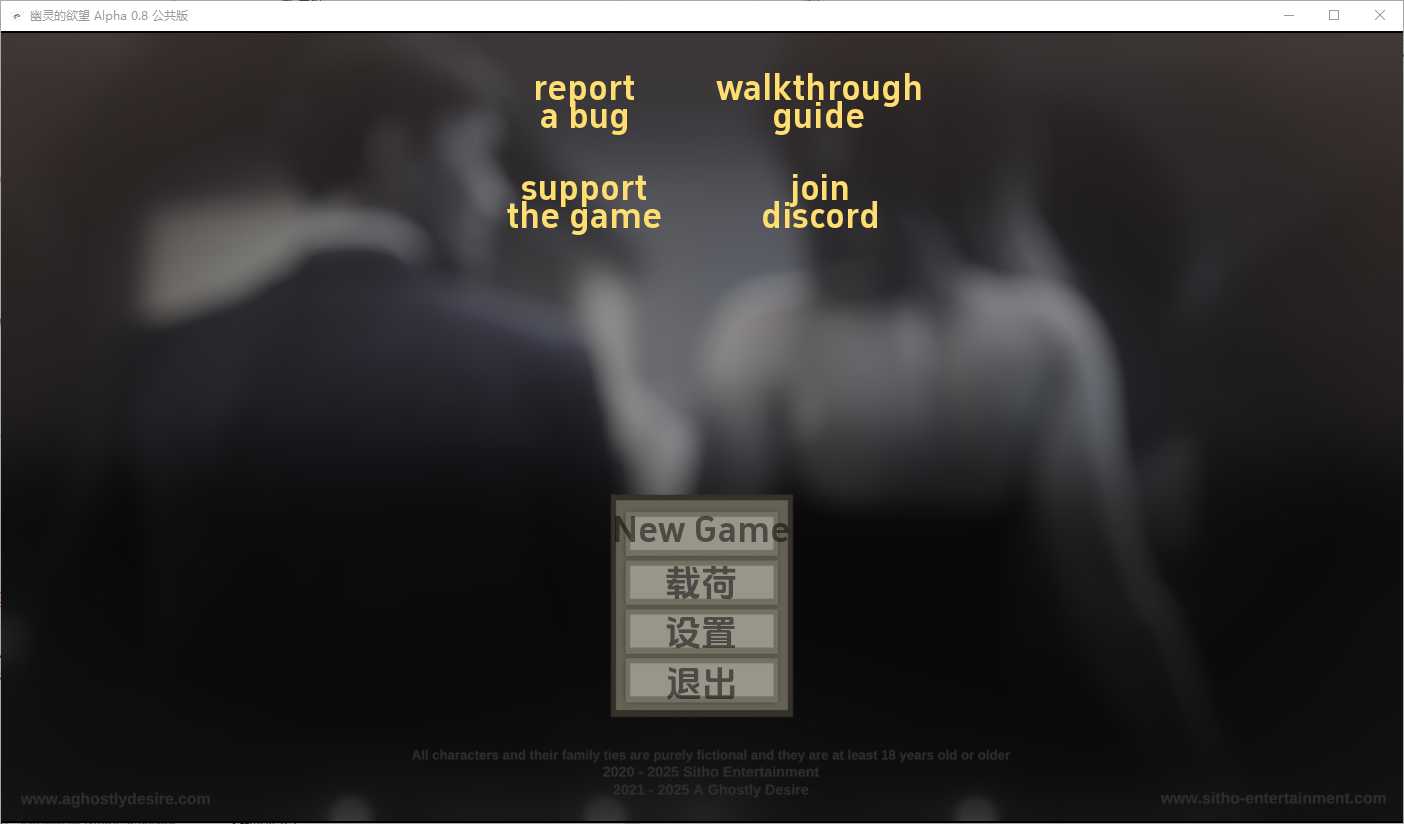 幽灵的欲望 Alpha 0.8 公共版
report
a bug
walkthrough
guide
support
the game
join
discord
New Game
载荷
设置
退出
All characters and their family ties are purely fictional and they are at least 18 years old or older
2020 - 2025 Sitho Entertainment
2021 - 2025 A Ghostly Desire
www.aghostlydesire.com
www.sitho-entertainment.com